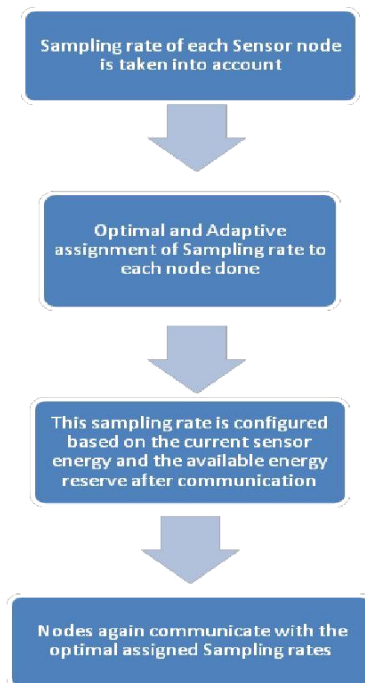 Sampling rate of each Sensor node
is taken into account
Optimal and Adaptive
assignment of Sampling rate to
each node done
This sampling rate is configured
based on the current sensor
energy and the available energy
reserve after communication
Nodes again communicate with the
optimal assigned Sampling rates